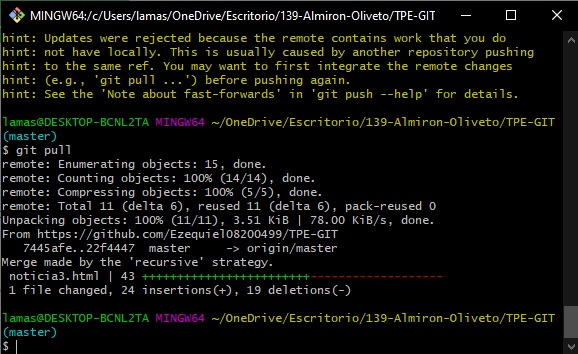 MINGW64:/c/Users/lamas/OneDrive/Escritorio/139-Almiron-Oliveto/TPE-GIT
hint: Updates were rejected because the remote contains work that you do
hint: not have locally. This is usually caused by another repository pushing
hint: to the same ref. You may want to first integrate the remote changes
hint: (e.g., 'git pull ...') before pushing again.
hint: See the 'Note about fast-forwards' in 'git push --help' for details.
lamas@DESKTOP-BCNL2TA MINGW64 ~/OneDrive/Escritorio/139-Almiron-Oliveto/TPE-GIT
(master)
$ git pull
remote: Enumerating objects: 15, done.
remote: Counting objects: 100% (14/14), done.
remote: Compressing objects: 100% (5/5), done.
remote: Total 11 (delta 6), reused 11 (delta 6), pack-reused 0
Unpacking objects: 100% (11/11), 3.51 KiB | 78.00 KiB/s, done.
From https://github.com/Ezequiel08200499/TPE-GIT
   7445afe..22f4447  master     -> origin/master
Merge made by the 'recursive' strategy.
 noticia3.html | 43 ++++++++++++++++++++++++-------------------
 1 file changed, 24 insertions(+), 19 deletions(-)
lamas@DESKTOP-BCNL2TA MINGW64 ~/OneDrive/Escritorio/139-Almiron-Oliveto/TPE-GIT
(master)
$